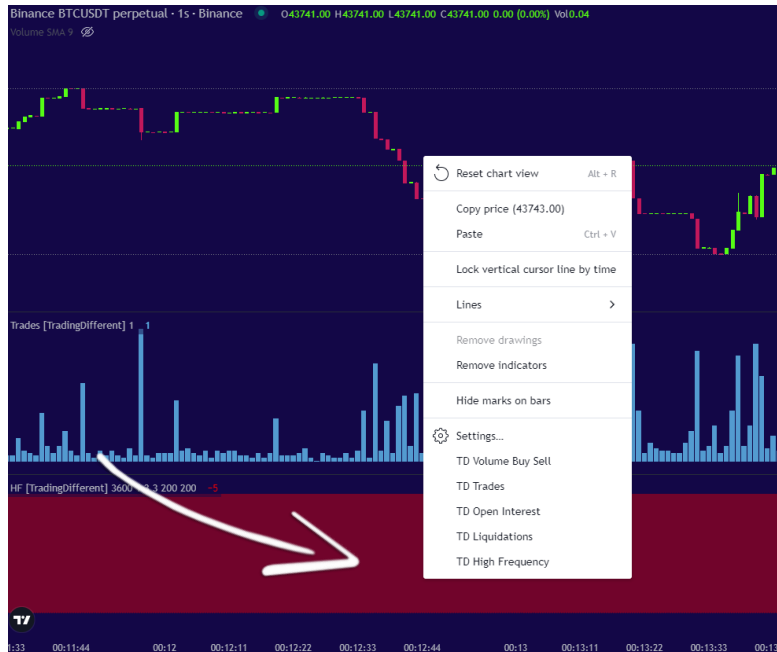 Binance BTCUSDT perpetual · 1s · Binance O43741.00 H43741.00 L43741.00 C43741.00 0.00 (0.00%) Vol0.04
Volume SMA 9
Reset chart view Alt + R
Copy price (43743.00)
Paste Ctrl + V
Lock vertical cursor line by time
Lines
Trades [TradingDifferent] 1 1
Remove drawings
Remove indicators
Hide marks on bars
Settings...
TD Volume Buy Sell
TD Trades
HF [TradingDifferent] 3600 3 200 200 −5
TD Open Interest
TD Liquidations
TD High Frequency
1:33 00:11:44 00:12 00:12:11 00:12:22 00:12:33 00:12:44 00:13 00:13:11 00:13:22 00:13:33